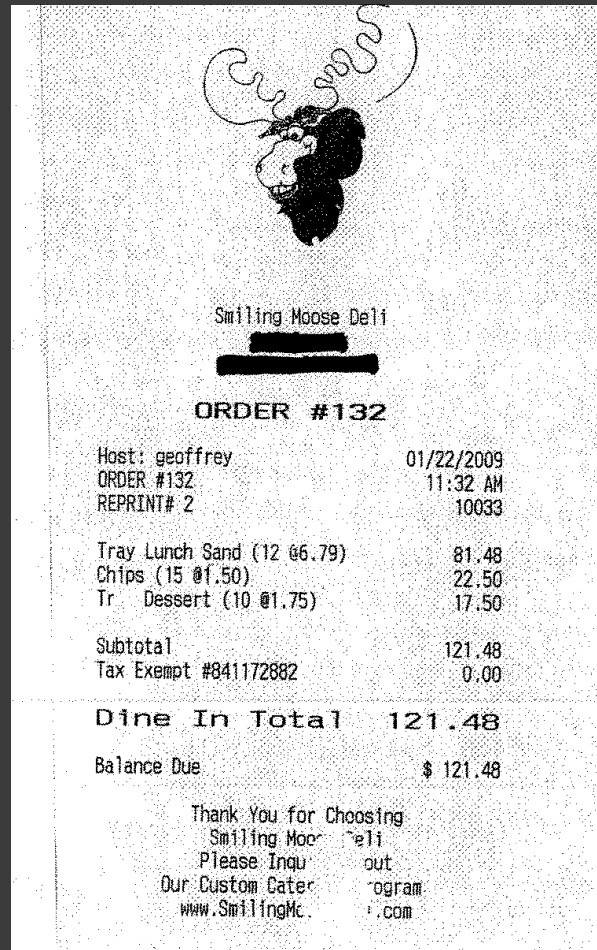 Smiling Moose Deli
ORDER #132
Host: geoffrey 01/22/2009
ORDER #132 11:32 AM
REPRINT# 2 10033
Tray Lunch Sand (12 @6.79) 81.48
Chips (15 @1.50) 22.50
Tr Dessert (10 @1.75) 17.50
Subtotal 121.48
Tax Exempt #841172882 0.00
Dine In Total 121.48
Balance Due $ 121.48
Thank You for Choosing
Smiling
Please
Our Custom